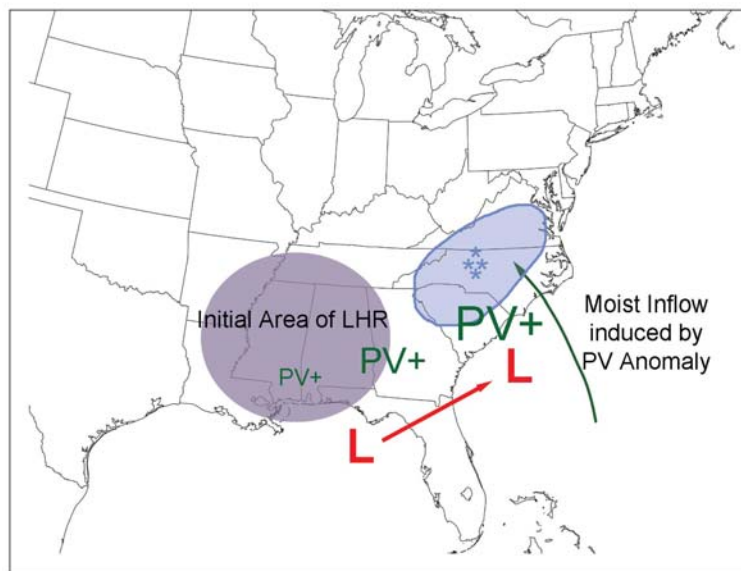 Initial Area of LHR
PV+
PV+
PV+
L
L
Moist Inflow
induced by
PV Anomaly